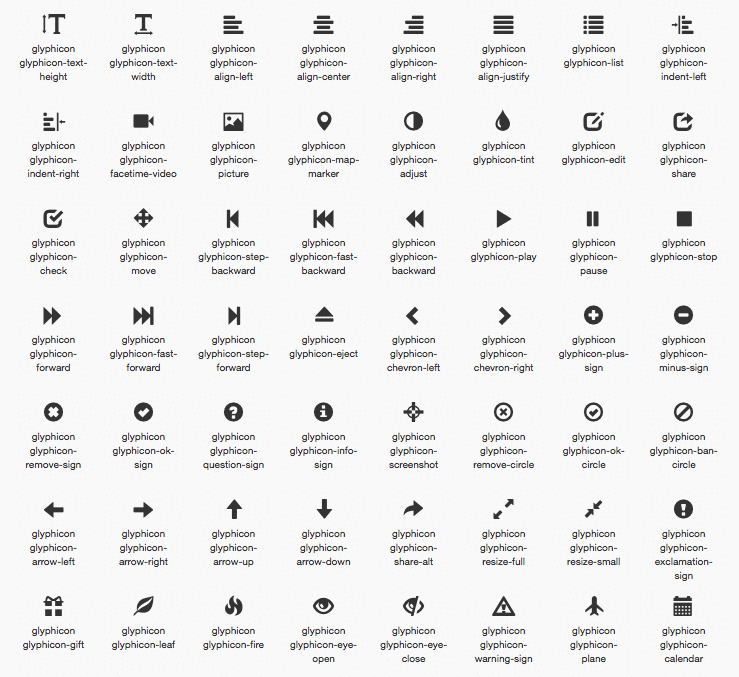 glyphicon
glyphicon-text-
height
glyphicon
glyphicon-text-
width
glyphicon
glyphicon-
align-left
glyphicon
glyphicon-
align-center
glyphicon
glyphicon-
align-right
glyphicon
glyphicon-
align-justify
glyphicon
glyphicon-list
glyphicon
glyphicon-
indent-left
glyphicon
glyphicon-
indent-right
glyphicon
glyphicon-
facetime-video
glyphicon
glyphicon-
picture
glyphicon
glyphicon-map-
marker
glyphicon
glyphicon-
adjust
glyphicon
glyphicon-tint
glyphicon
glyphicon-edit
glyphicon
glyphicon-
share
glyphicon
glyphicon-
check
glyphicon
glyphicon-
move
glyphicon
glyphicon-step-
backward
glyphicon
glyphicon-fast-
backward
glyphicon
glyphicon-
backward
glyphicon
glyphicon-play
glyphicon
glyphicon-
pause
glyphicon
glyphicon-stop
glyphicon
glyphicon-
forward
glyphicon
glyphicon-fast-
forward
glyphicon
glyphicon-step-
forward
glyphicon
glyphicon-eject
glyphicon
glyphicon-
chevron-left
glyphicon
glyphicon-
chevron-right
glyphicon
glyphicon-plus-
sign
glyphicon
glyphicon-
minus-sign
glyphicon
glyphicon-
remove-sign
glyphicon
glyphicon-ok-
sign
glyphicon
glyphicon-
question-sign
glyphicon
glyphicon-info-
sign
glyphicon
glyphicon-
screenshot
glyphicon
glyphicon-
remove-circle
glyphicon
glyphicon-ok-
circle
glyphicon
glyphicon-ban-
circle
glyphicon
glyphicon-
arrow-left
glyphicon
glyphicon-
arrow-right
glyphicon
glyphicon-
arrow-up
glyphicon
glyphicon-
arrow-down
glyphicon
glyphicon-
share-alt
glyphicon
glyphicon-
resize-full
glyphicon
glyphicon-
resize-small
glyphicon
glyphicon-
exclamation-
sign
glyphicon
glyphicon-gift
glyphicon
glyphicon-leaf
glyphicon
glyphicon-fire
glyphicon
glyphicon-eye-
open
glyphicon
glyphicon-eye-
close
glyphicon
glyphicon-
warning-sign
glyphicon
glyphicon-
plane
glyphicon
glyphicon-
calendar